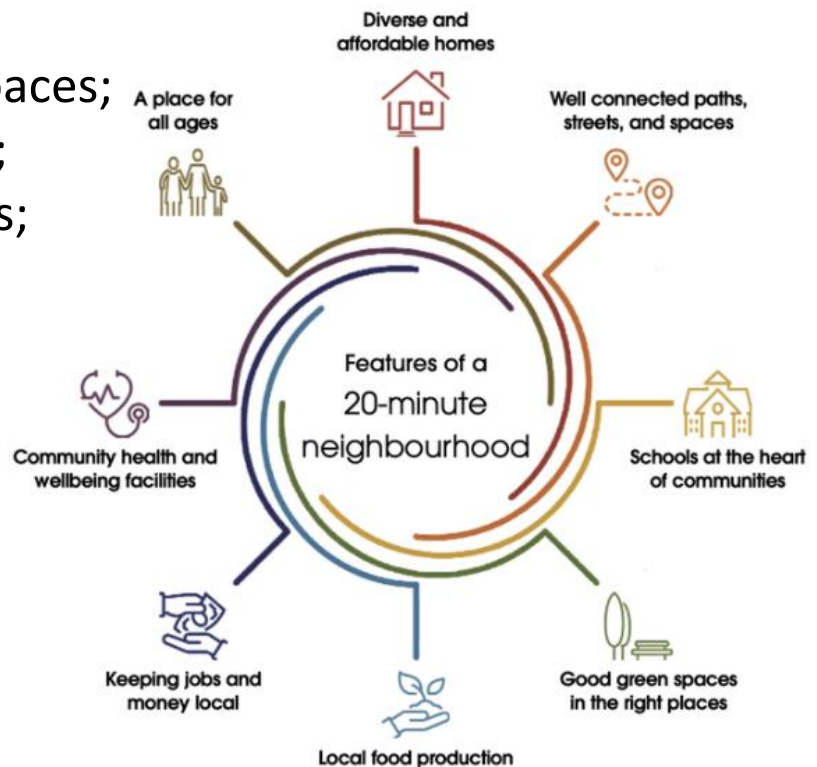 Diverse and
affordable homes
A place for
all ages
Well connected paths,
streets, and spaces
Features of a
20-minute
neighbourhood
Community health and
wellbeing facilities
Schools at the heart
of communities
Keeping jobs and
money local
Good green spaces
in the right places
Local food production